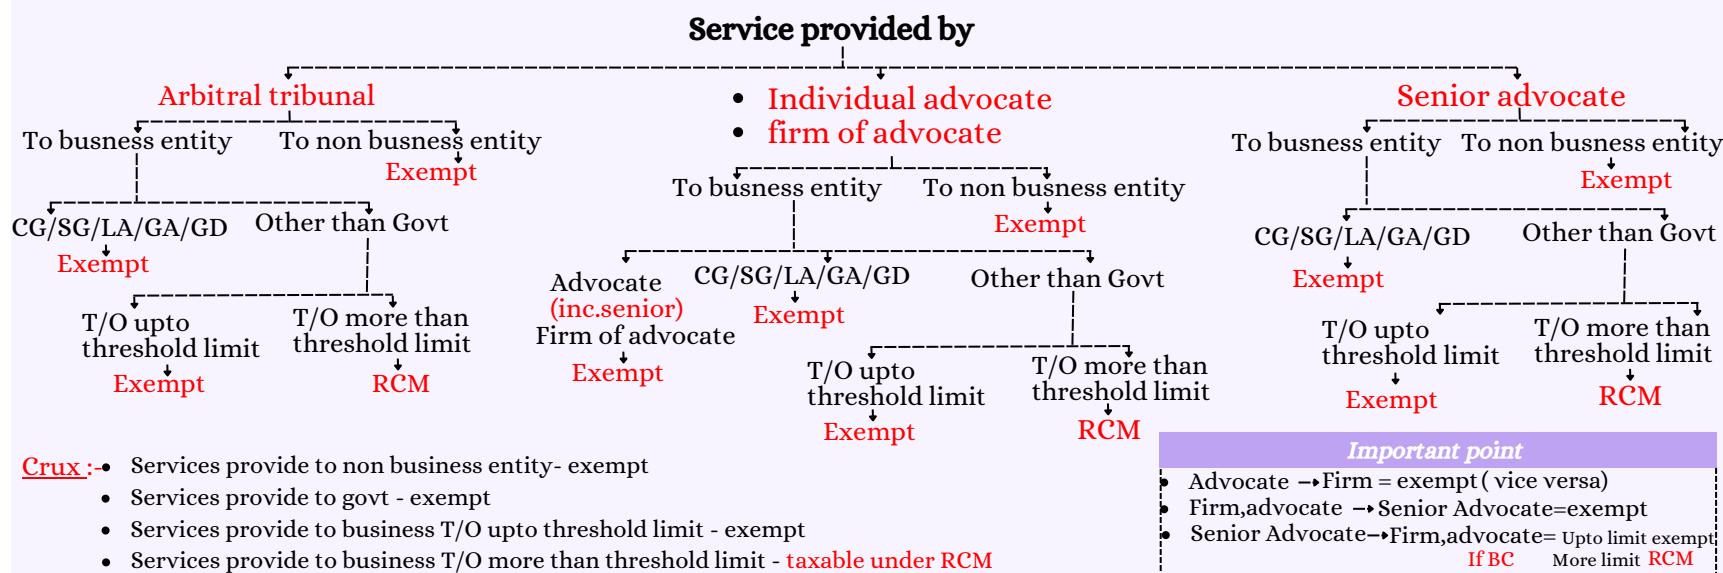 Service provided by
Arbitral tribunal
To busness entity
To non busness entity
Exempt
CG/SG/LA/GA/GD
Exempt
Other than Govt
T/O upto
threshold limit
Exempt
T/O more than
threshold limit
RCM
• Individual advocate
• firm of advocate
To busness entity
To non business entity
Exempt
Advocate
(inc.senior)
Firm of advocate
Exempt
CG/SG/LA/GA/GD
Exempt
Other than Govt
T/O upto
threshold limit
Exempt
T/O more than
threshold limit
RCM
Senior advocate
To busness entity
To non business entity
Exempt
CG/SG/LA/GA/GD
Exempt
Other than Govt
T/O upto
threshold limit
Exempt
T/O more than
threshold limit
RCM
Crux :-• Services provide to non business entity- exempt
• Services provide to govt - exempt
• Services provide to business T/O upto threshold limit - exempt
• Services provide to business T/O more than threshold limit - taxable under RCM
Important point
• Advocate → Firm = exempt ( vice versa)
• Firm,advocate → Senior Advocate=exempt
• Senior Advocate→Firm,advocate= Upto limit exempt
If BC More limit RCM